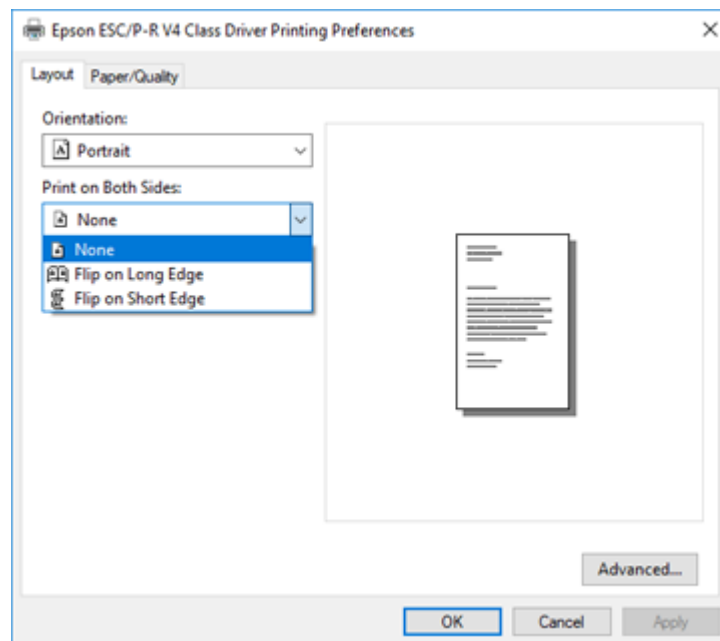 Epson ESC/P-R V4 Class Driver Printing Preferences
Layout Paper/Quality
Orientation:
Portrait
Print on Both Sides:
None
None
Flip on Long Edge
Flip on Short Edge
Advanced...
OK Cancel Apply